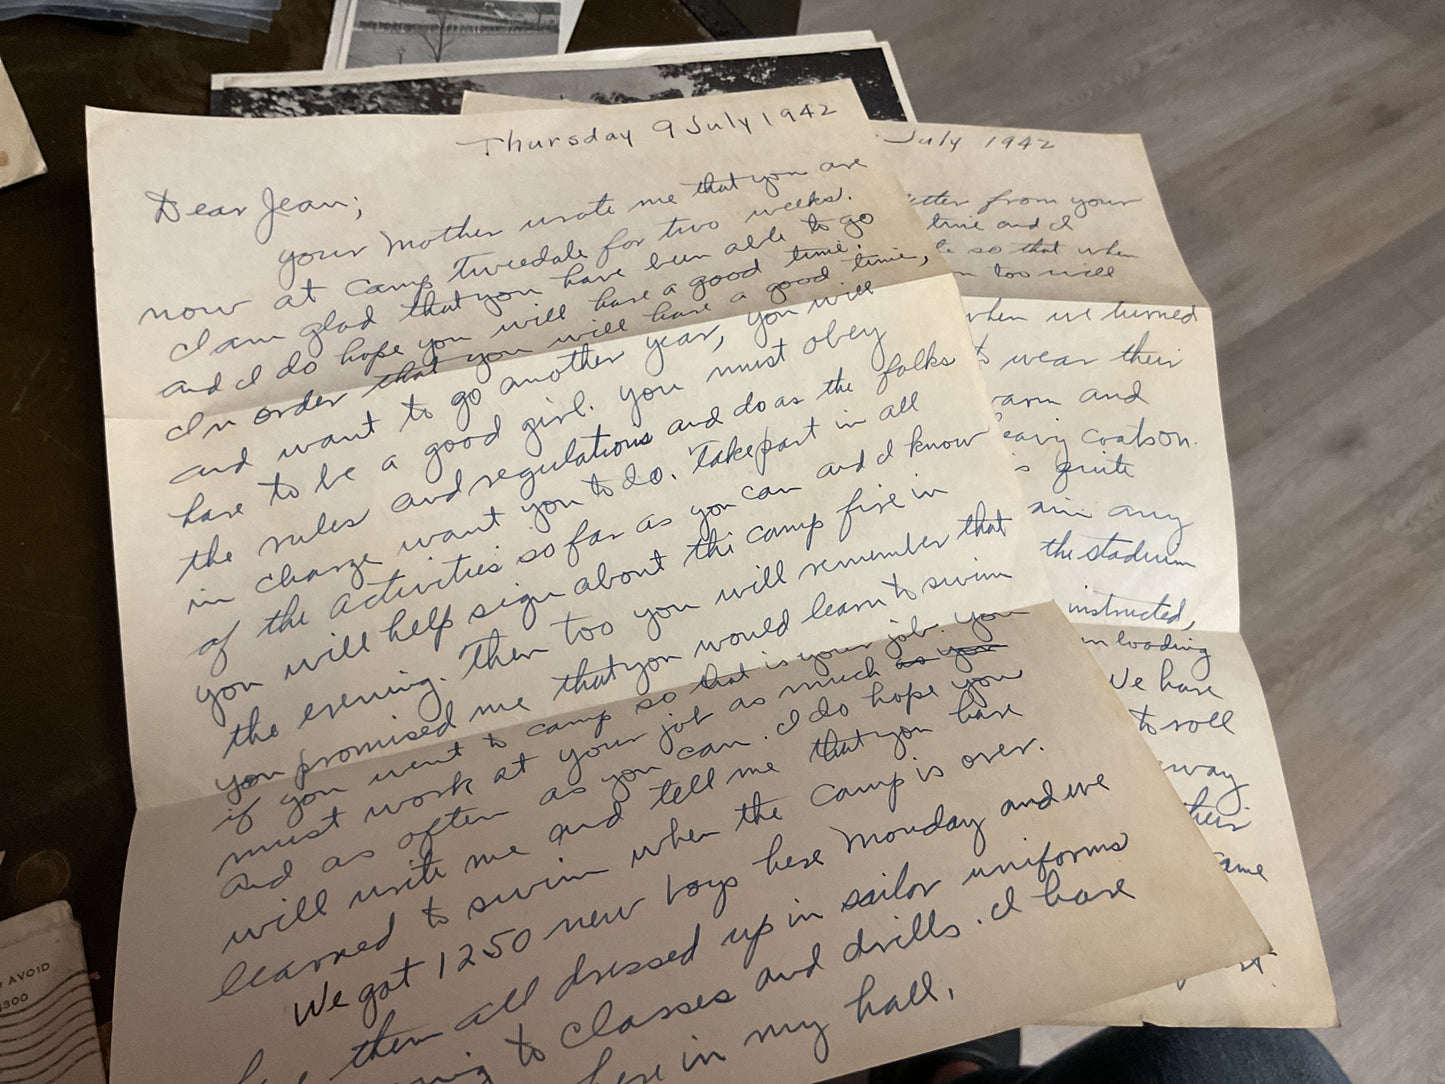 Thursday 9 July 1942
Dear Jean;
your Mother wrote me that you are
now at Camp Tweedale for two weeks.
I am glad that you have been able to go
and I do hope you will have a good time.
In order that you will have a good time,
and want to go another year, you will
have to be a good girl. You must obey
the rules and regulations and do as the folks
in charge want you to do. Take part in all
of the activities so far as you can and I know
you will help sign about the camp fire in
the evening. Then too you will remember that
you promised me that you would learn to swim
if you went to camp so that is your job. You
must work at your job as much as you
and as often as you can. I do hope you
will write me and tell me that you have
learned to swim when the camp is over.
We got 1250 new boys here Monday and we
them all dressed up in sailor uniforms
to classes and drills. I have
here in my hall,
July 1942
letter from your
time and I
so that when
too will
when we turned
to wear their
warm and
heavy coats on.
is quite
any
the stadium
instructed,
loading
We have
to roll
away
their
came
AVOID
$300